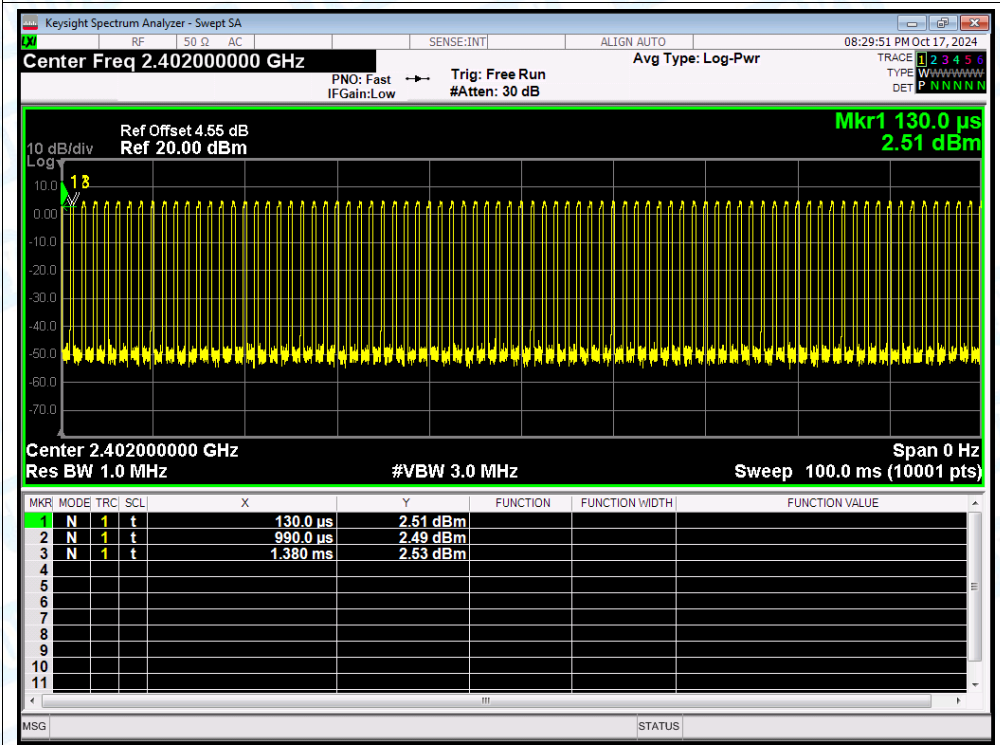 Keysight Spectrum Analyzer - Swept SA
LXI RF 50 Ω AC SENSE:INT ALIGN AUTO 08:29:51 PM Oct 17, 2024
Center Freq 2.402000000 GHz
PNO: Fast
IFGain:Low
Trig: Free Run
#Atten: 30 dB
Avg Type: Log-Pwr
TRACE 1 2 3 4 5 6
TYPE WWWWWW
DET P N N N N N
Mkr1 130.0 µs
2.51 dBm
Ref Offset 4.55 dB
10 dB/div Ref 20.00 dBm
Log
10.0
0.00
-10.0
-20.0
-30.0
-40.0
-50.0
-60.0
-70.0
Center 2.402000000 GHz Span 0 Hz
Res BW 1.0 MHz #VBW 3.0 MHz Sweep 100.0 ms (10001 pts)
MKR MODE TRC SCL X Y FUNCTION FUNCTION WIDTH FUNCTION VALUE
1 N 1 t 130.0 µs 2.51 dBm
2 N 1 t 990.0 µs 2.49 dBm
3 N 1 t 1.380 ms 2.53 dBm
4
5
6
7
8
9
10
11
MSG STATUS